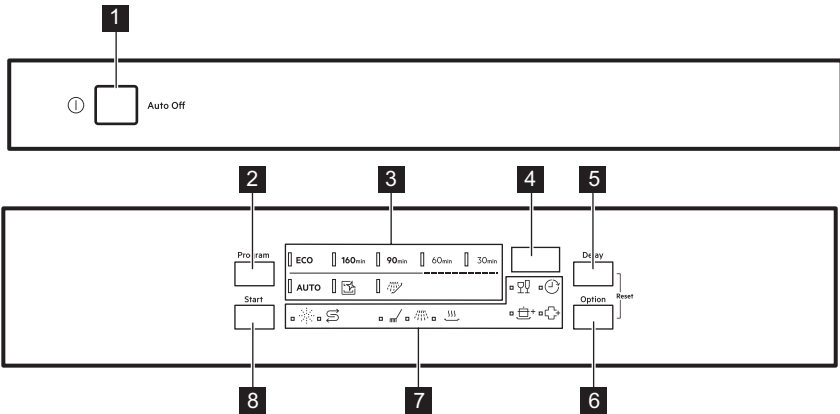 1
Auto Off
2 3 4 5
Program Delay
ECO 160min 90min 60min 30min
AUTO
Start Option Reset
8 7 6